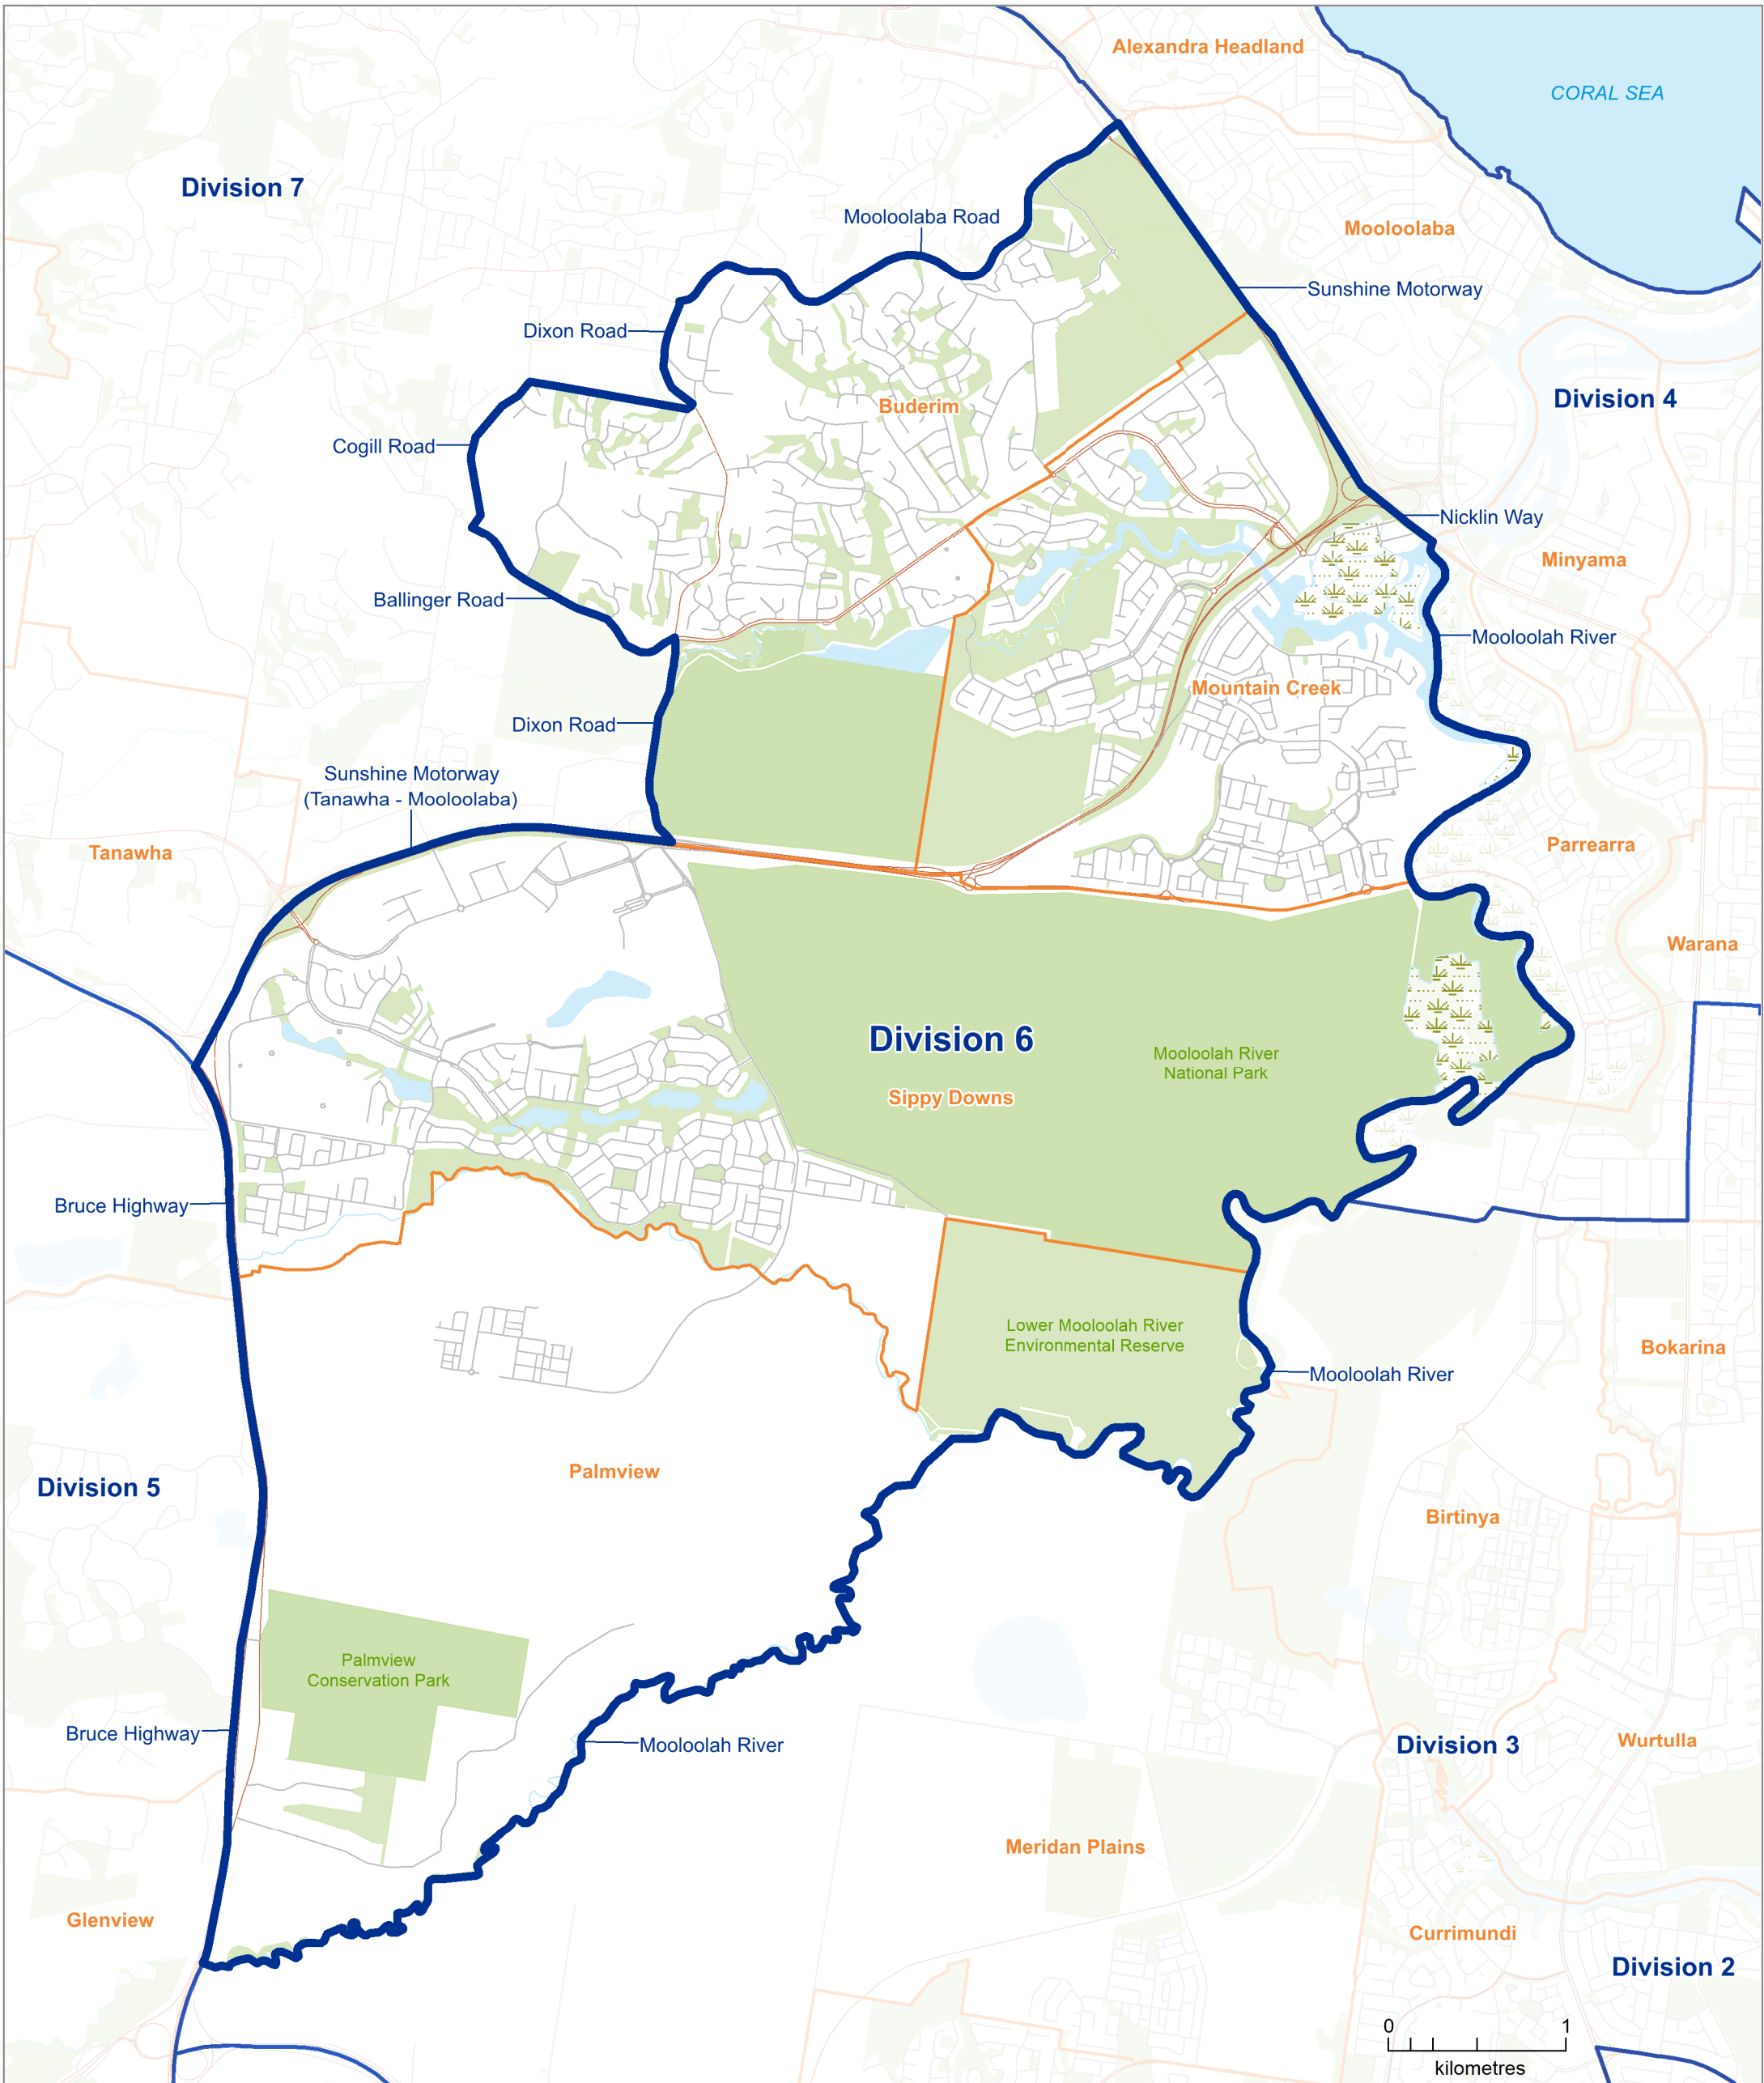 Alexandra Headland
CORAL SEA
Division 7
Mooloolaba Road
Mooloolaba
Sunshine Motorway
Dixon Road
Division 4
Buderim
Cogill Road
Nicklin Way
Minyama
Ballinger Road
Mooloolah River
Mountain Creek
Dixon Road
Sunshine Motorway
(Tanawha - Mooloolaba)
Tanawha
Parrearra
Warana
Division 6
Mooloolah River
National Park
Sippy Downs
Bruce Highway
Lower Mooloolah River
Environmental Reserve
Bokarina
Mooloolah River
Palmview
Division 5
Birtinya
Palmview
Conservation Park
Bruce Highway
Mooloolah River
Division 3
Wurtulla
Meridan Plains
Glenview
Currimundi
Division 2
0 1
kilometres